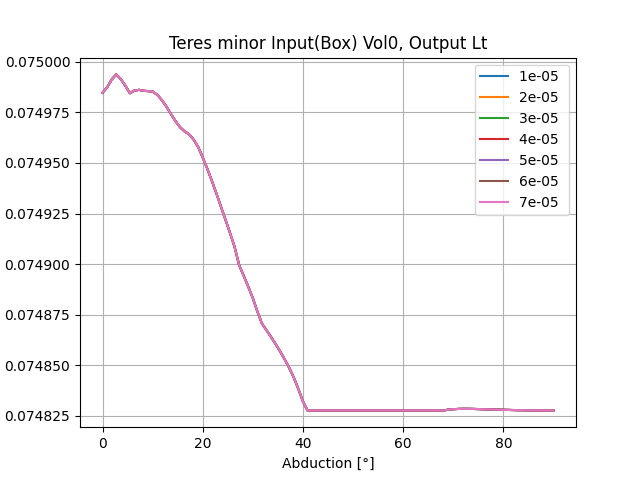 Teres minor Input(Box) Vol0, Output Lt
0.075000
0.074975
0.074950
0.074925
0.074900
0.074875
0.074850
0.074825
1e-05
2e-05
3e-05
4e-05
5e-05
6e-05
7e-05
0 20 40 60 80
Abduction [°]